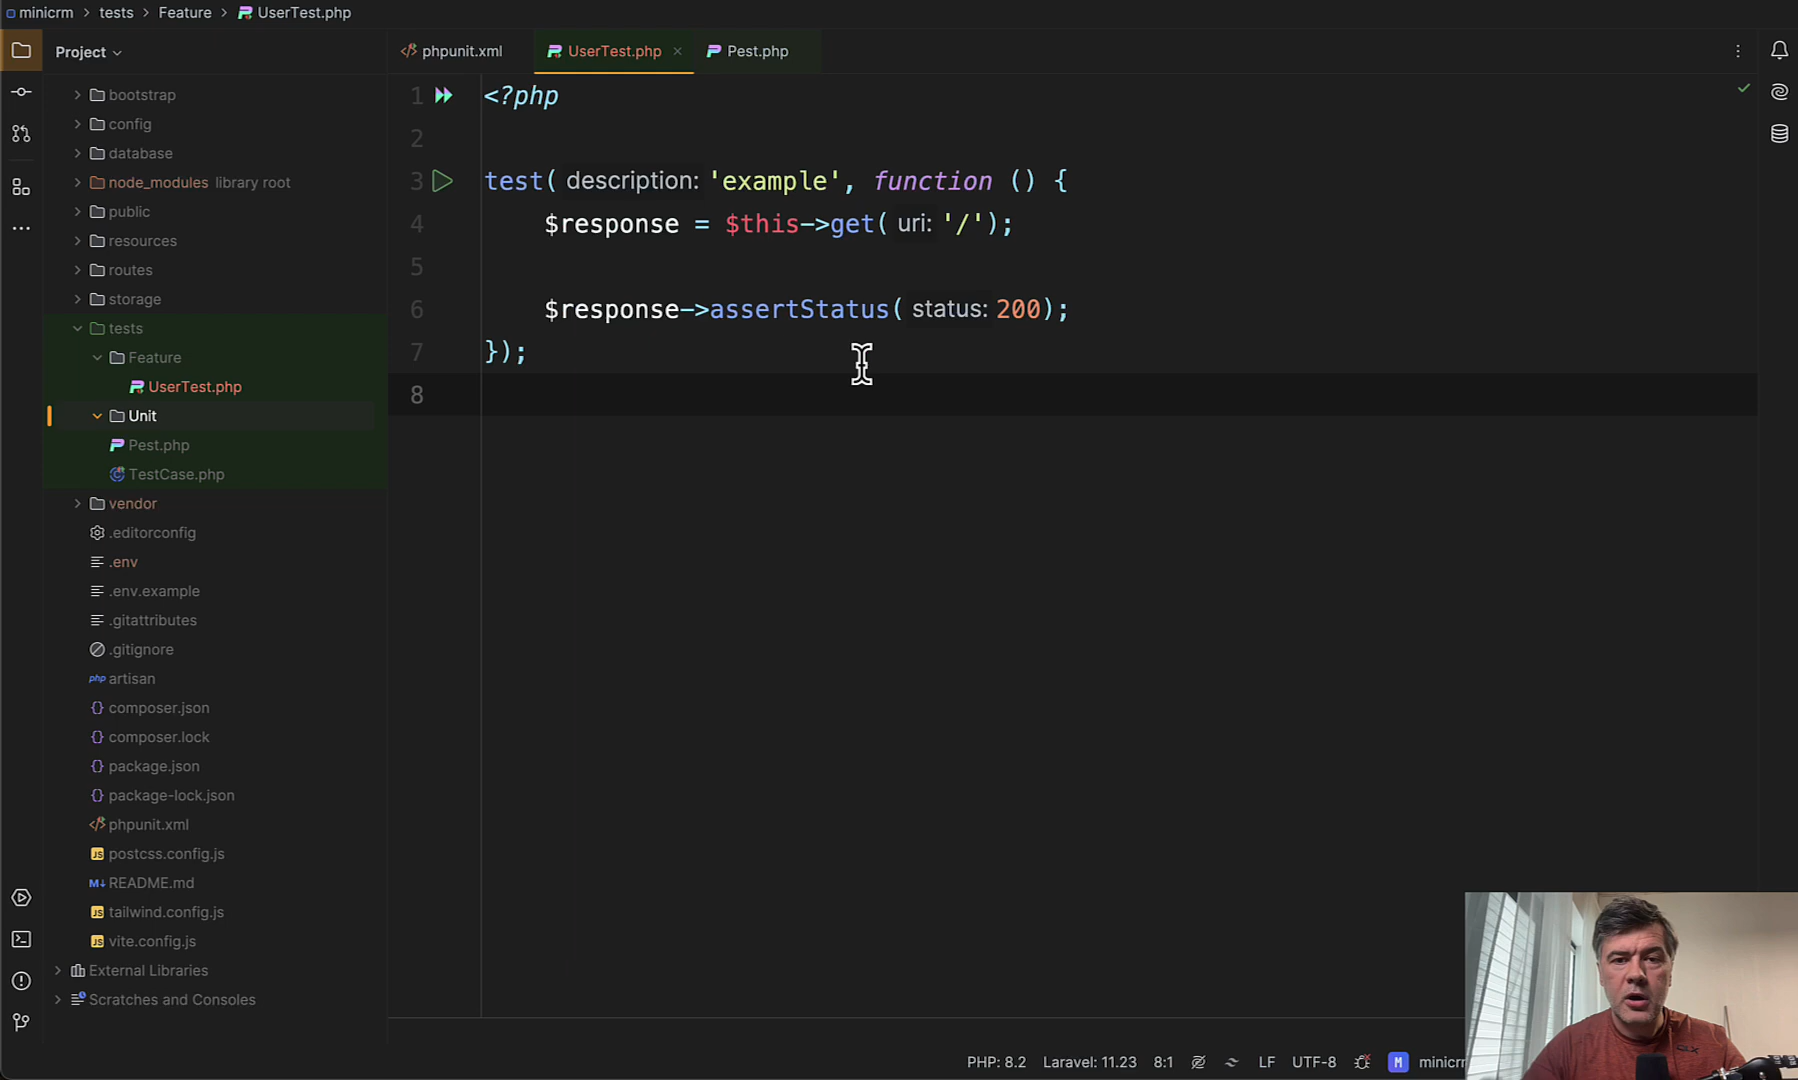 minicrm > tests > Feature > UserTest.php
Project
phpunit.xml
UserTest.php
Pest.php
bootstrap
config
database
node_modules library root
public
resources
routes
storage
tests
Feature
UserTest.php
Unit
Pest.php
TestCase.php
vendor
.editorconfig
.env
.env.example
.gitattributes
.gitignore
php artisan
composer.json
composer.lock
package.json
package-lock.json
phpunit.xml
JS postcss.config.js
M↓ README.md
JS tailwind.config.js
JS vite.config.js
External Libraries
Scratches and Consoles
1 <?php
2
3 test( description: 'example', function () {
4 $response = $this->get( uri: '/');
5
6 $response->assertStatus( status: 200);
7 });
8
PHP: 8.2 Laravel: 11.23 8:1 LF UTF-8 M minicrm